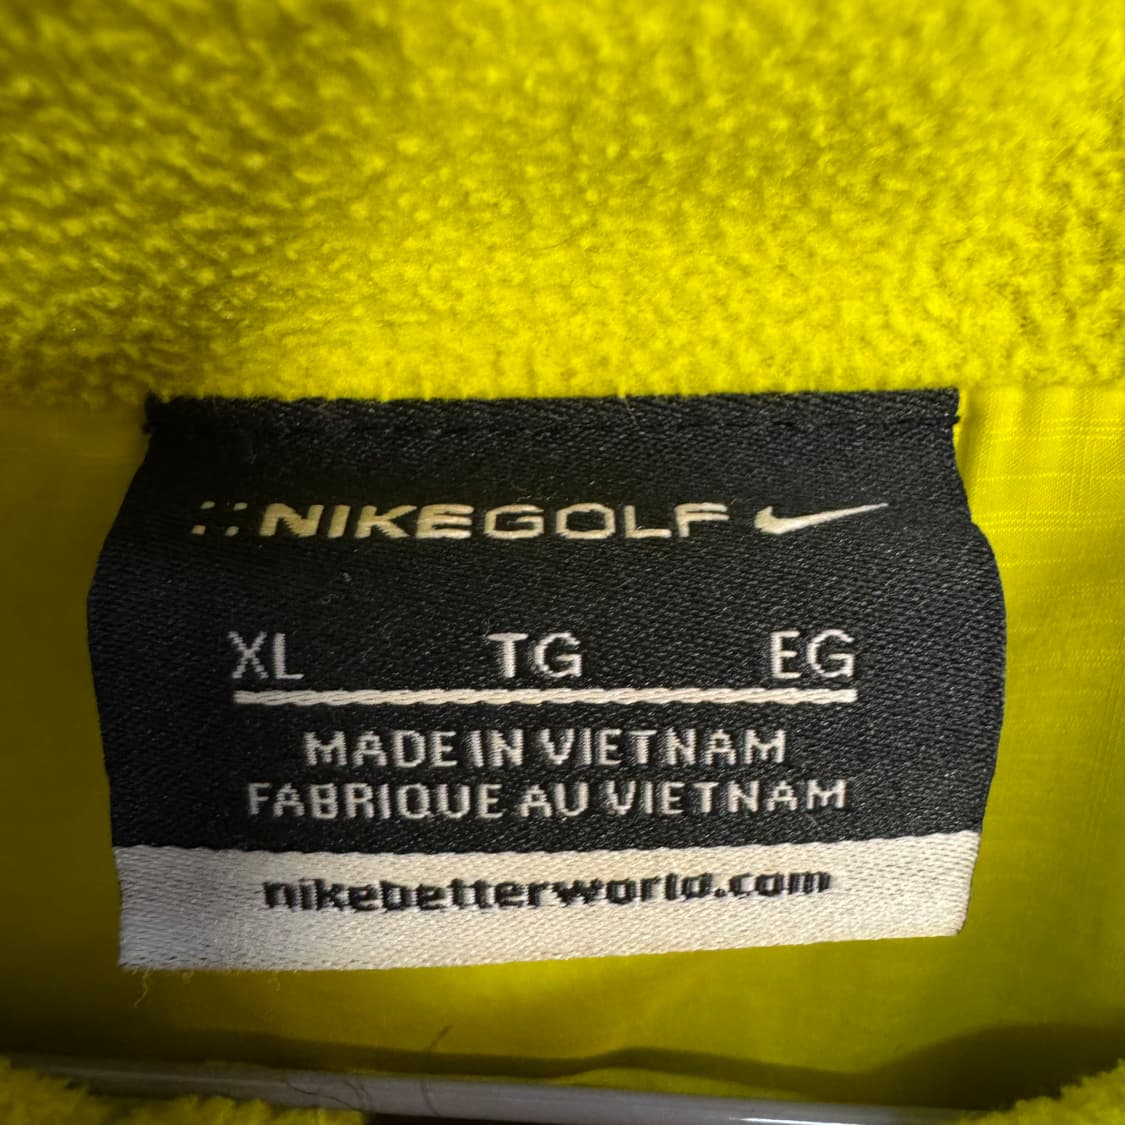 NIKEGOLF
XL TG EG
MADE IN VIETNAM
FABRIQUE AU VIETNAM
nikebetterworld.com